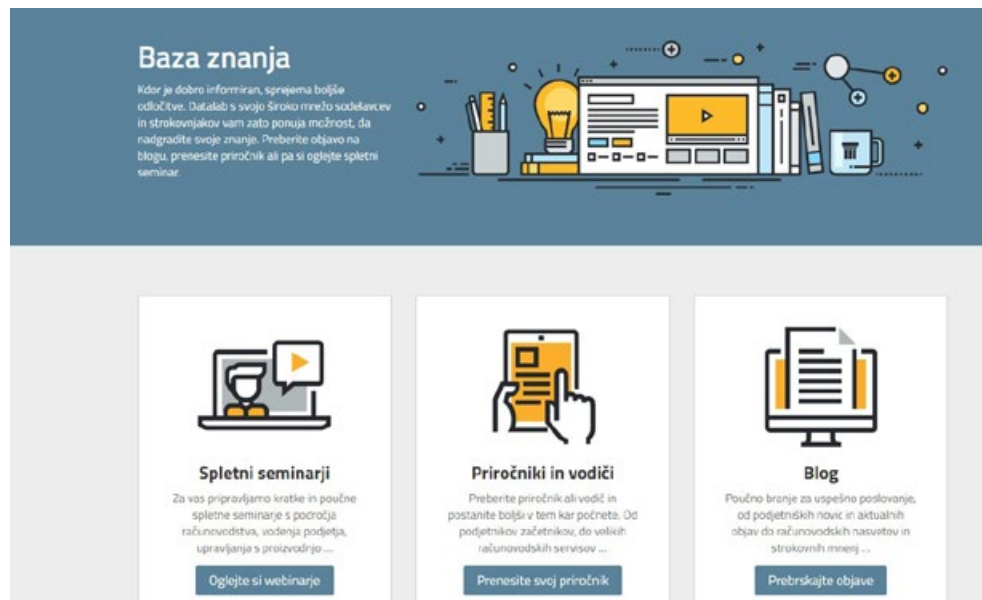 Baza znanja
Kdor je dobro informiran, sprejema boljše
odločitve. Datalab s svojo široko mrežo sodelavcev
in strokovnjakov vam zato ponuja možnost, da
nadgradite svoje znanje. Preberite objavo na
blogu, prenesite priročnik ali pa si oglejte spletni
seminar.
Spletni seminarji
Za vas pripravljamo kratke in poučne
spletne seminarje s področja
računovodstva, vodenja podjetja,
upravljanja s proizvodnjo ...
Oglejte si webinarje
Priročniki in vodiči
Preberite priročnik ali vodič in
postanite boljši v tem kar počnete. Od
podjetnikov začetnikov, do velikih
računovodskih servisov ...
Prenesite svoj priročnik
Blog
Poučno branje za uspešno poslovanje,
od podjetniških novic in aktualnih
objav do računovodskih nasvetov in
strokovnih mnenj ...
Prebrskajte objave